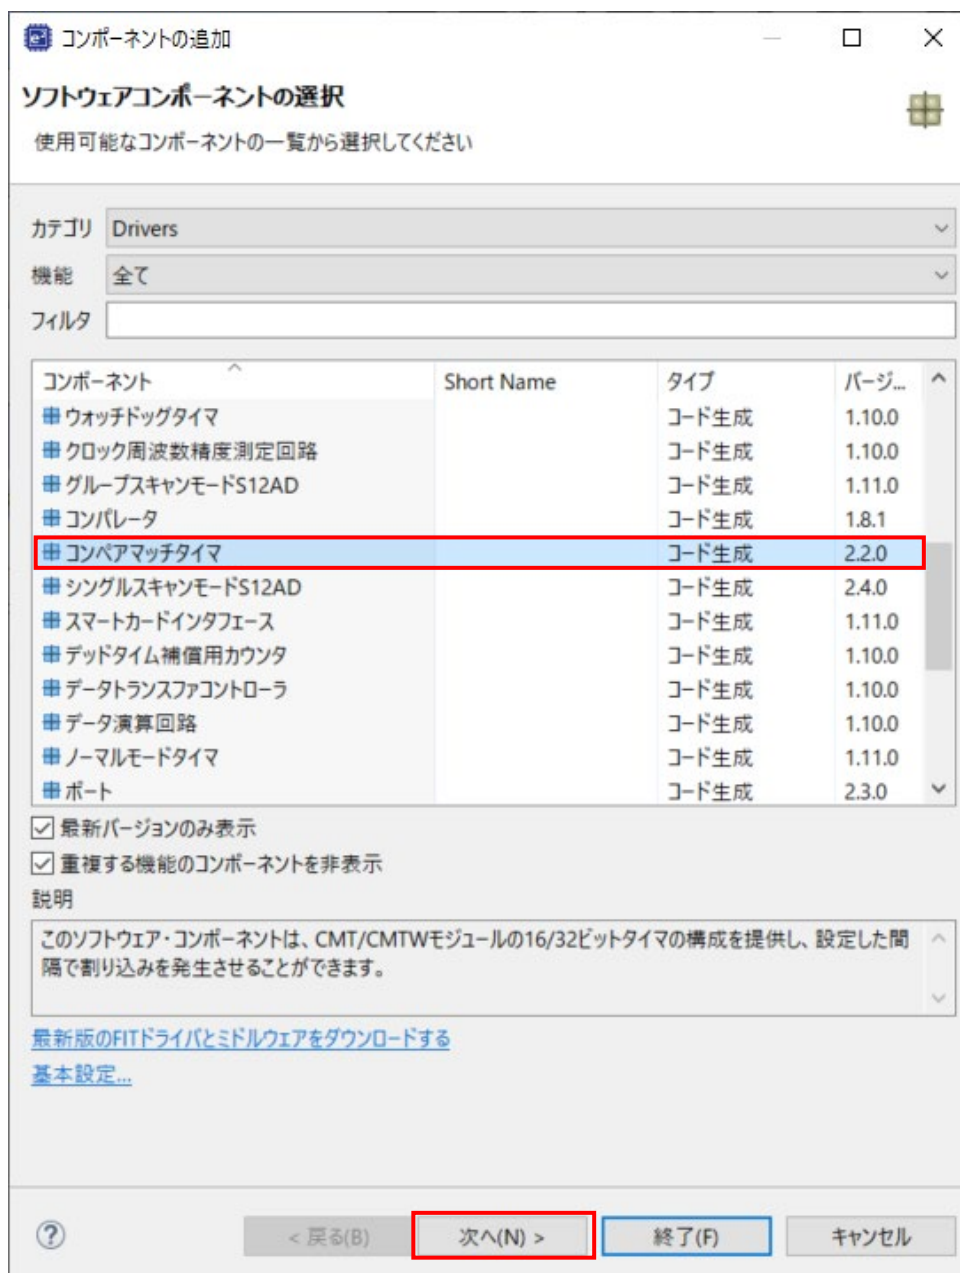 コンポーネントの追加
ソフトウェアコンポーネントの選択
使用可能なコンポーネントの一覧から選択してください
カテゴリ Drivers
機能 全て
フィルタ
コンポーネント Short Name タイプ バージ...
ウォッチドッグタイマ コード生成 1.10.0
クロック周波数精度測定回路 コード生成 1.10.0
グループスキャンモードS12AD コード生成 1.11.0
コンパレータ コード生成 1.8.1
コンペアマッチタイマ コード生成 2.2.0
シングルスキャンモードS12AD コード生成 2.4.0
スマートカードインタフェース コード生成 1.11.0
デッドタイム補償用カウンタ コード生成 1.10.0
データトランスファコントローラ コード生成 1.10.0
データ演算回路 コード生成 1.10.0
ノーマルモードタイマ コード生成 1.11.0
ポート コード生成 2.3.0
最新バージョンのみ表示
重複する機能のコンポーネントを非表示
説明
このソフトウェア・コンポーネントは、CMT/CMTWモジュールの16/32ビットタイマの構成を提供し、設定した間
隔で割り込みを発生させることができます。
最新版のFITドライバとミドルウェアをダウンロードする
基本設定...
< 戻る(B) 次へ(N) > 終了(F) キャンセル